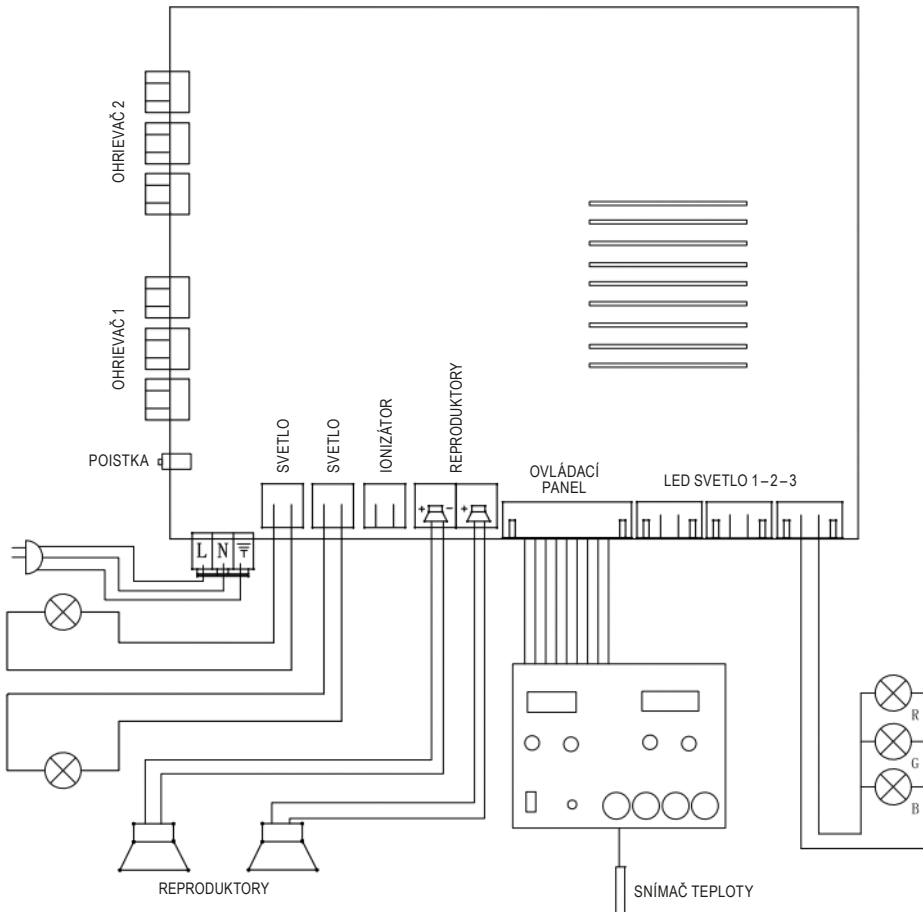 OHRIEVAČ 2
OHRIEVAČ 1
POISTKA
SVETLO
SVETLO
IONIZÁTOR
REPRODUKTORY
OVLÁDACÍ
PANEL
LED SVETLO 1–2–3
+ -
+
L N
R
G
B
REPRODUKTORY
SNÍMAČ TEPLOTY